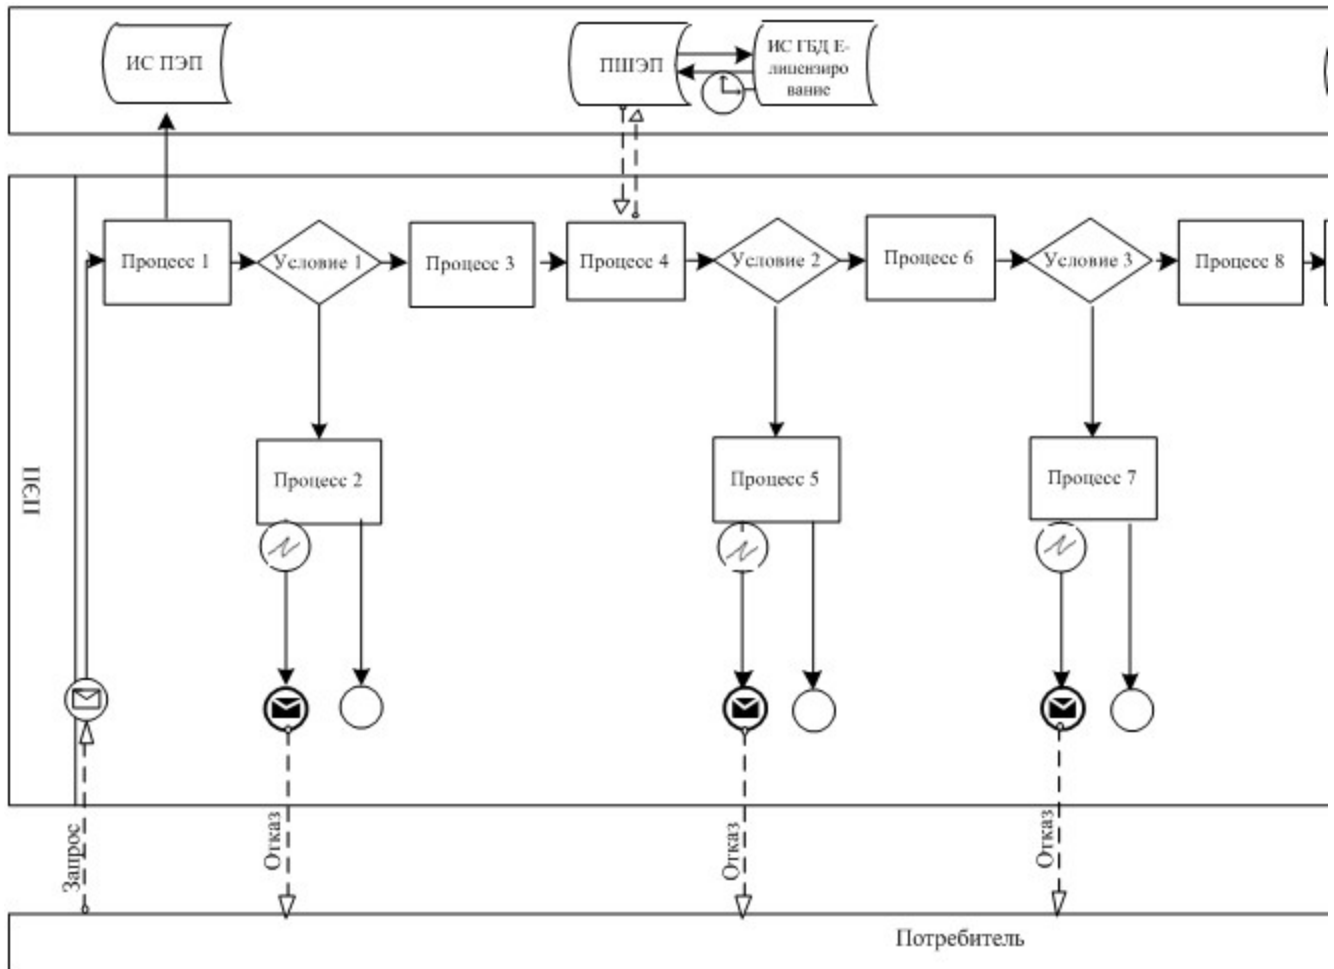 ИС ПЭП
ПШЭП
ИС ГБД Е-
лицензиро
вание
Процесс 1
Условие 1
Процесс 3
Процесс 4
Условие 2
Процесс 6
Условие 3
Процесс 8
ПЭП
Процесс 2
Процесс 5
Процесс 7
Запрос
Отказ
Отказ
Отказ
Потребитель